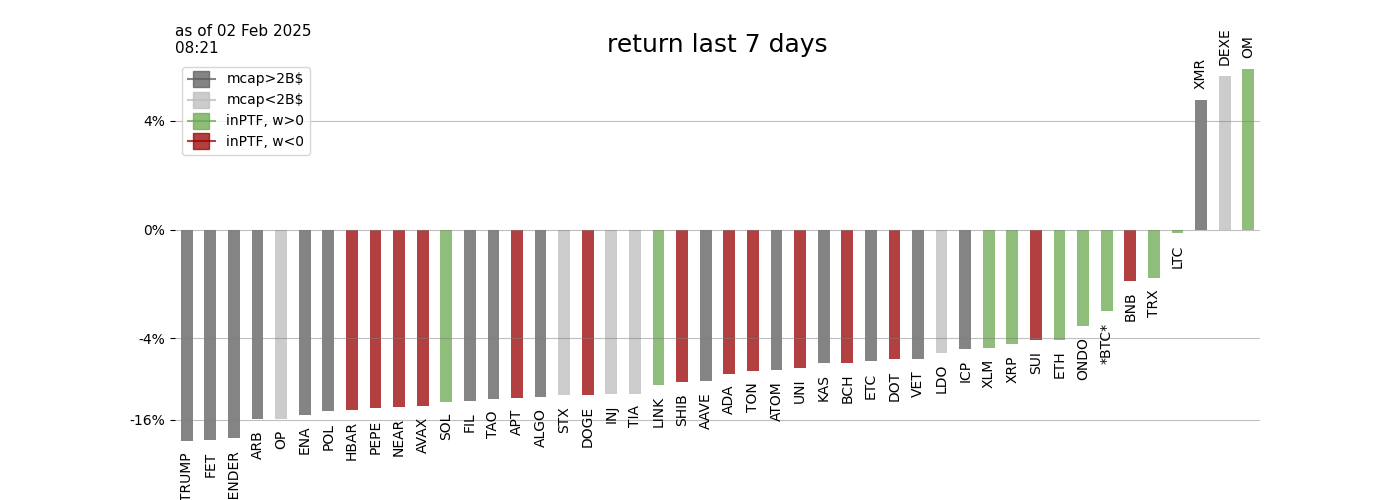 as of 02 Feb 2025
08:21
return last 7 days
mcap>2B$
mcap<2B$
inPTF, w>0
inPTF, w<0
4%
0%
-4%
-16%
TRUMP
FET
ENDER
ARB
OP
ENA
POL
HBAR
PEPE
NEAR
AVAX
SOL
FIL
TAO
APT
ALGO
STX
DOGE
INJ
TIA
LINK
SHIB
AAVE
ADA
TON
ATOM
UNI
KAS
BCH
ETC
DOT
VET
LDO
ICP
XLM
XRP
SUI
ETH
ONDO
*BTC*
BNB
TRX
LTC
XMR
DEXE
OM